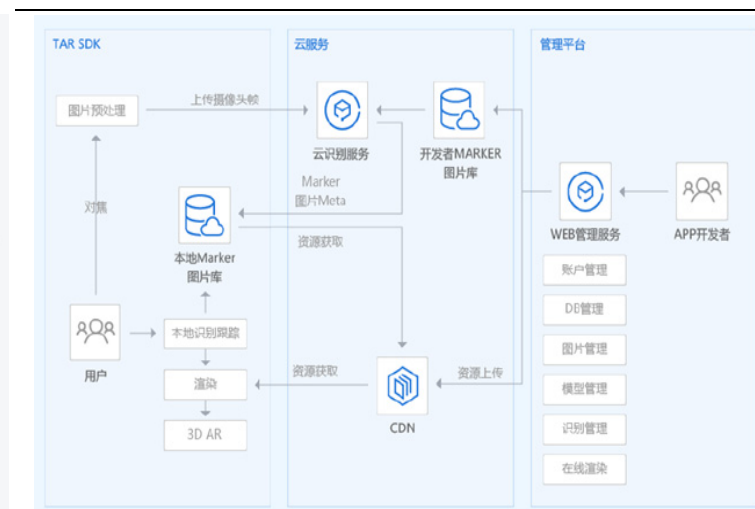 TAR SDK
云服务
管理平台
图片预处理
上传摄像头帧
云识别服务
开发者MARKER
图片库
Marker
图片Meta
对焦
本地Marker
图片库
资源获取
WEB管理服务
APP开发者
账户管理
DB管理
图片管理
模型管理
识别管理
在线渲染
用户
本地识别跟踪
渲染
3D AR
资源获取
CDN
资源上传